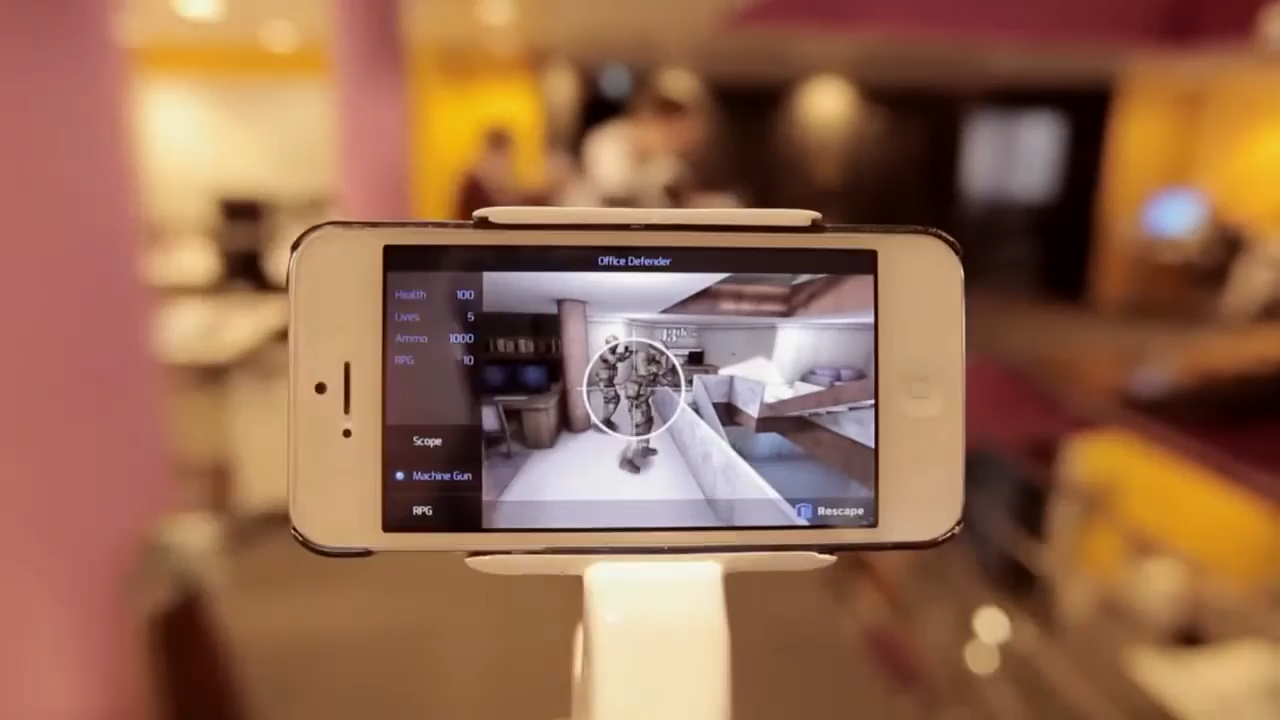 Office Defender
Health 100
Lives 5
Ammo 1000
RPG 10
Scope
Machine Gun
RPG
Rescape